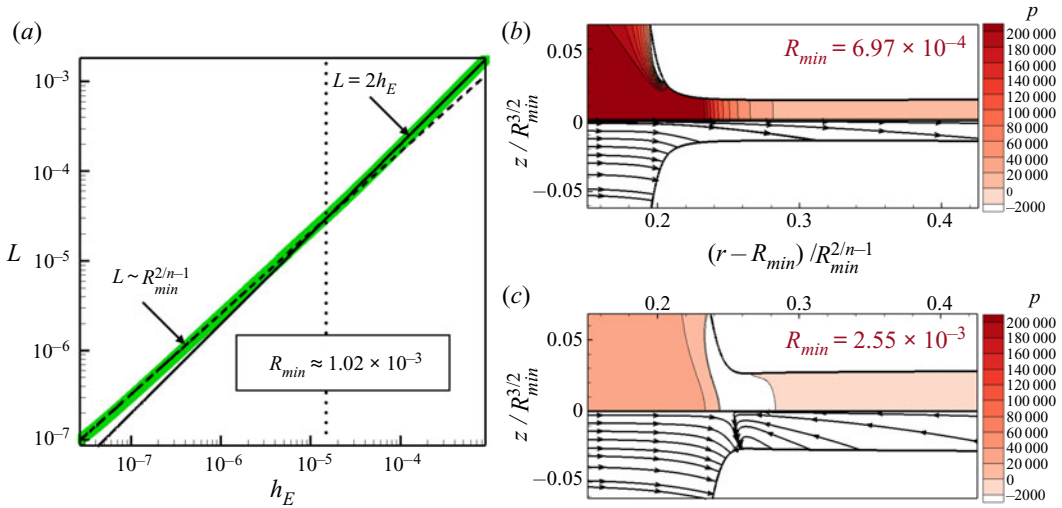 (a)
10⁻³
10⁻⁴
10⁻⁵
10⁻⁶
10⁻⁷
L
L = 2h_E
L ~ R_min^{2/n–1}
R_min ≈ 1.02 × 10⁻³
10⁻⁷ 10⁻⁶ 10⁻⁵ 10⁻⁴
h_E
(b)
R_min = 6.97 × 10⁻⁴
z / R_min^{3/2}
0.05
0
–0.05
0.2 0.3 0.4
(r – R_min) / R_min^{2/n–1}
p
200 000
180 000
160 000
140 000
120 000
100 000
80 000
60 000
40 000
20 000
0
–2000
(c)
0.2 0.3 0.4
R_min = 2.55 × 10⁻³
z / R_min^{3/2}
0.05
0
–0.05
p
200 000
180 000
160 000
140 000
120 000
100 000
80 000
60 000
40 000
20 000
0
–2000